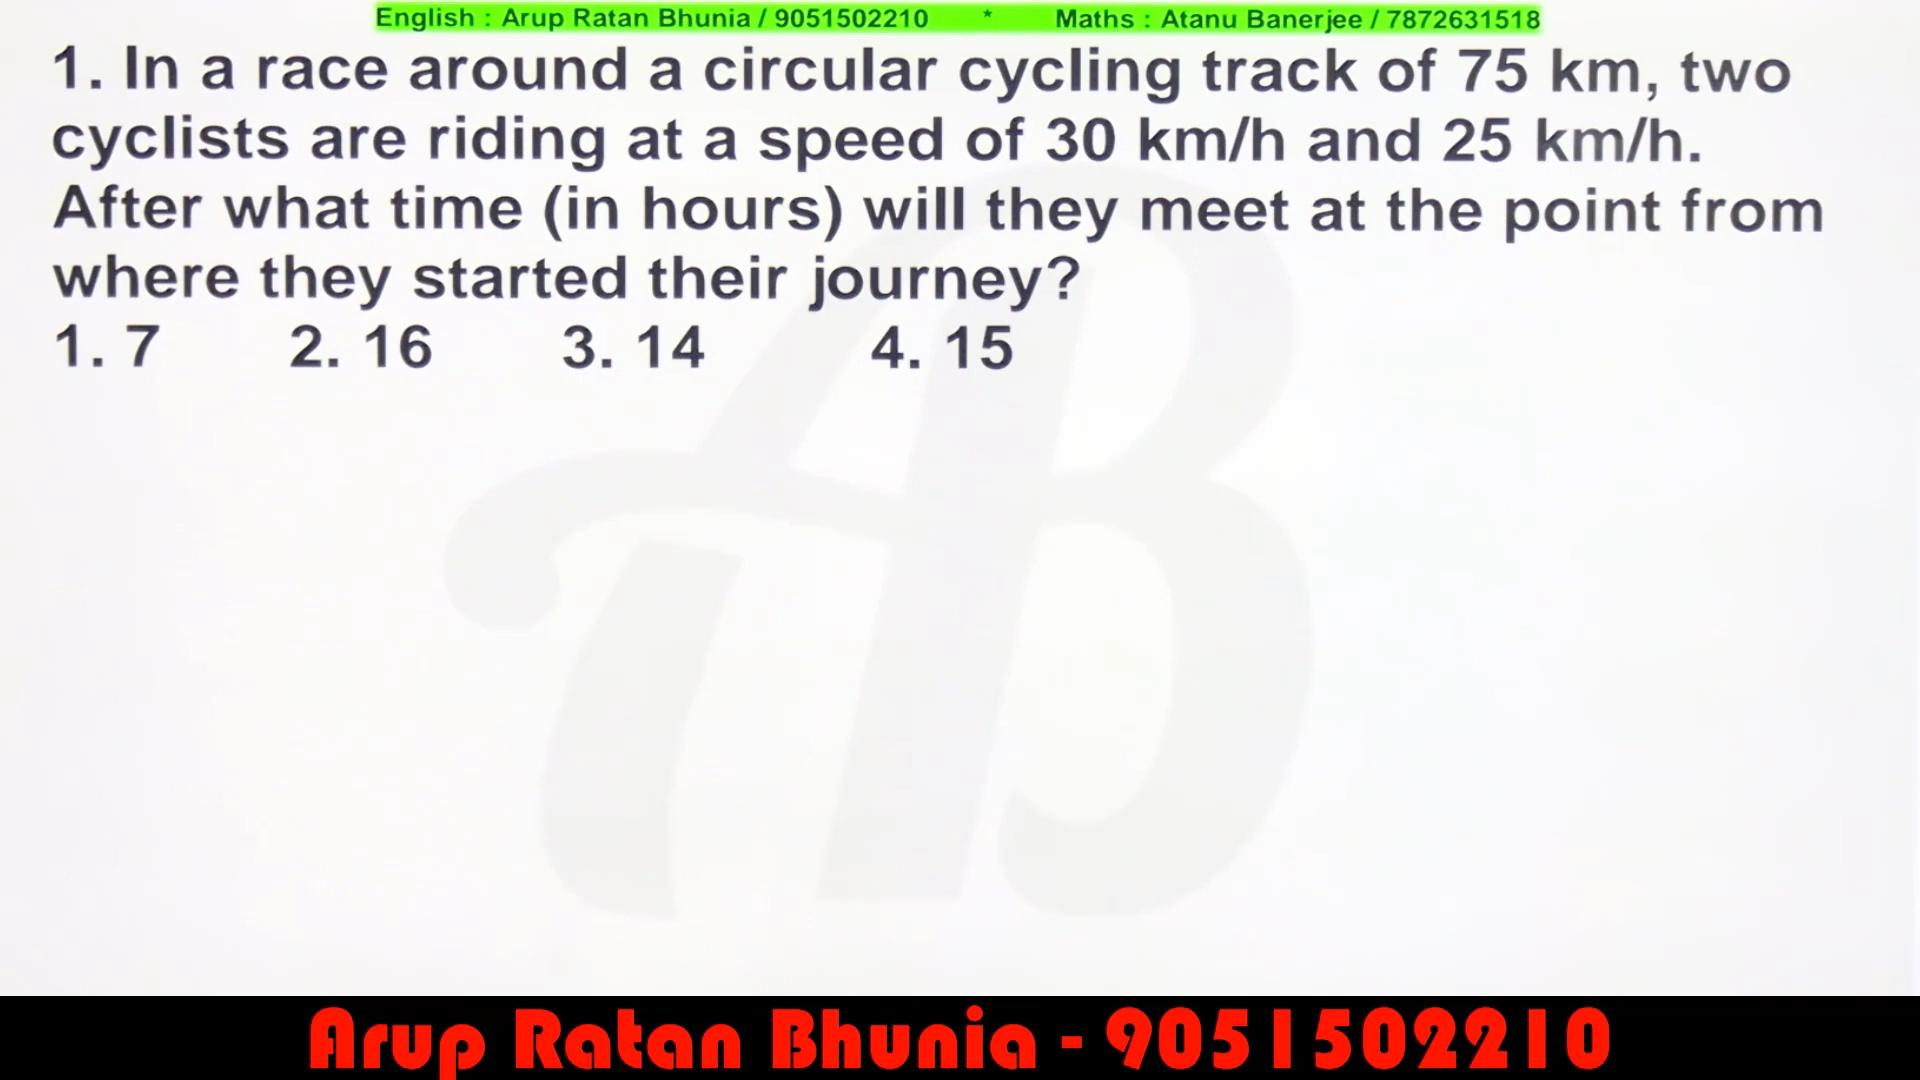 English : Arup Ratan Bhunia / 9051502210 * Maths : Atanu Banerjee / 7872631518
1. In a race around a circular cycling track of 75 km, two
cyclists are riding at a speed of 30 km/h and 25 km/h.
After what time (in hours) will they meet at the point from
where they started their journey?
1. 7 2. 16 3. 14 4. 15
AB
Arup Ratan Bhunia - 9051502210